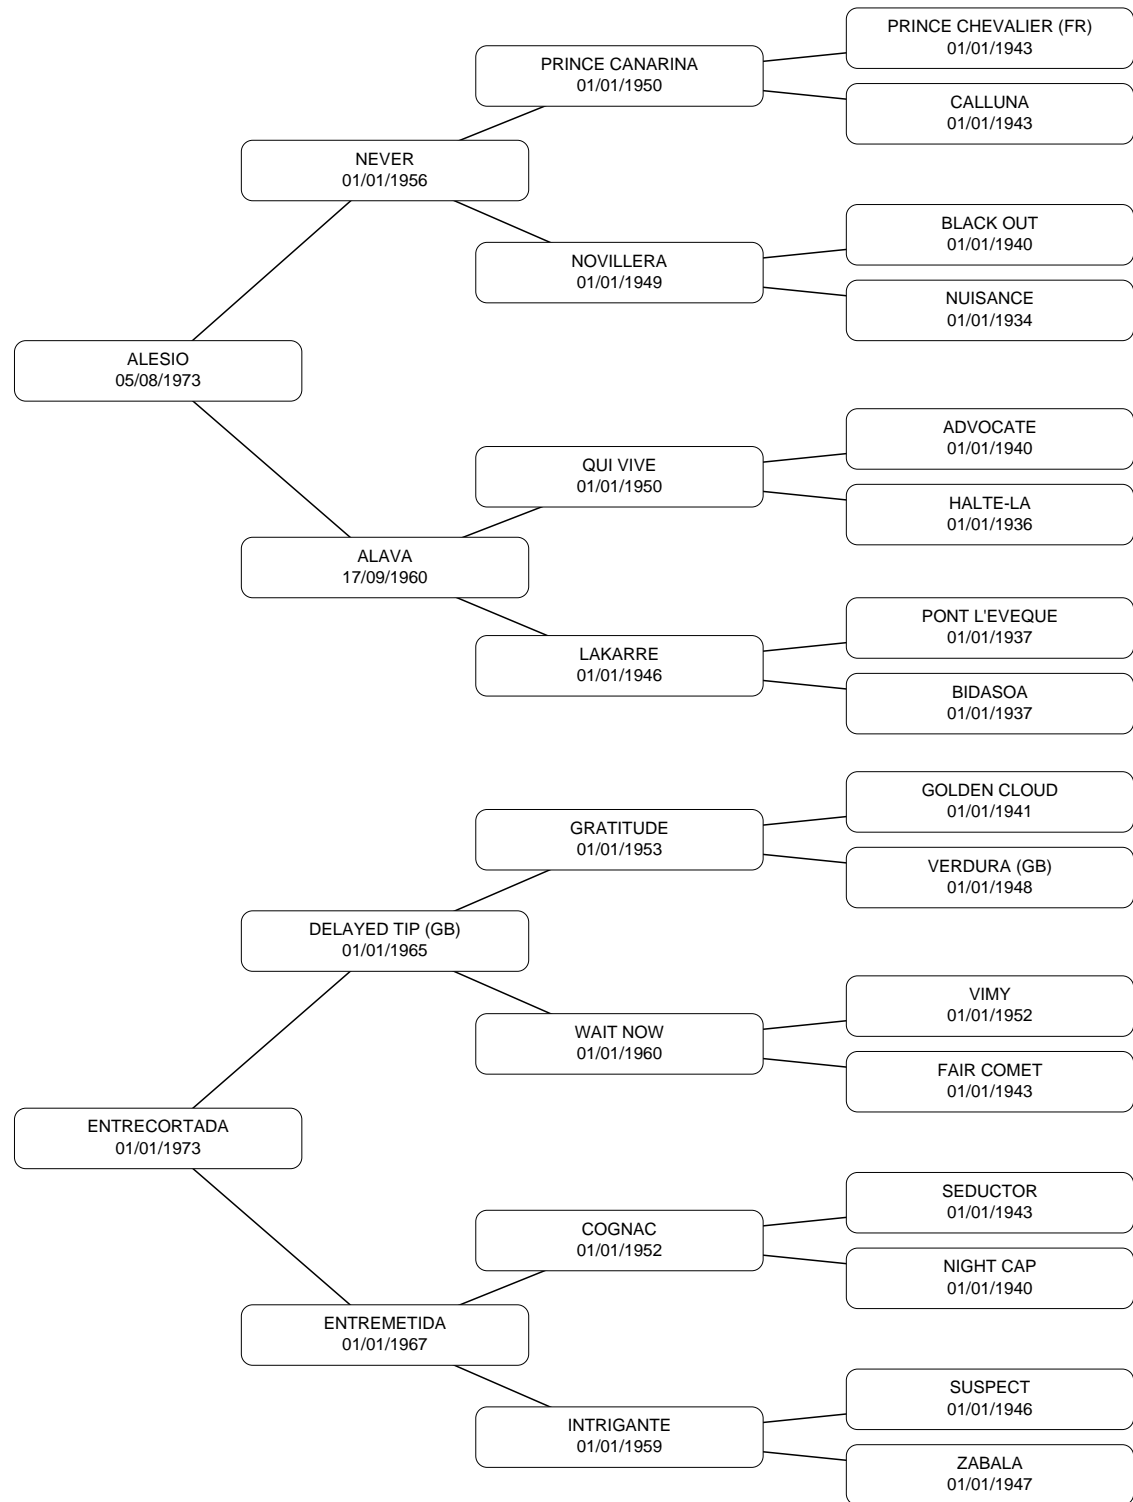 PRINCE CHEVALIER (FR)
01/01/1943
PRINCE CANARINA
01/01/1950
CALLUNA
01/01/1943
NEVER
01/01/1956
BLACK OUT
01/01/1940
NOVILLERA
01/01/1949
NUISANCE
01/01/1934
ALESIO
05/08/1973
ADVOCATE
01/01/1940
QUI VIVE
01/01/1950
HALTE-LA
01/01/1936
ALAVA
17/09/1960
PONT L'EVEQUE
01/01/1937
LAKARRE
01/01/1946
BIDASOA
01/01/1937
GOLDEN CLOUD
01/01/1941
GRATITUDE
01/01/1953
VERDURA (GB)
01/01/1948
DELAYED TIP (GB)
01/01/1965
VIMY
01/01/1952
WAIT NOW
01/01/1960
FAIR COMET
01/01/1943
ENTRECORTADA
01/01/1973
SEDUCTOR
01/01/1943
COGNAC
01/01/1952
NIGHT CAP
01/01/1940
ENTREMETIDA
01/01/1967
SUSPECT
01/01/1946
INTRIGANTE
01/01/1959
ZABALA
01/01/1947